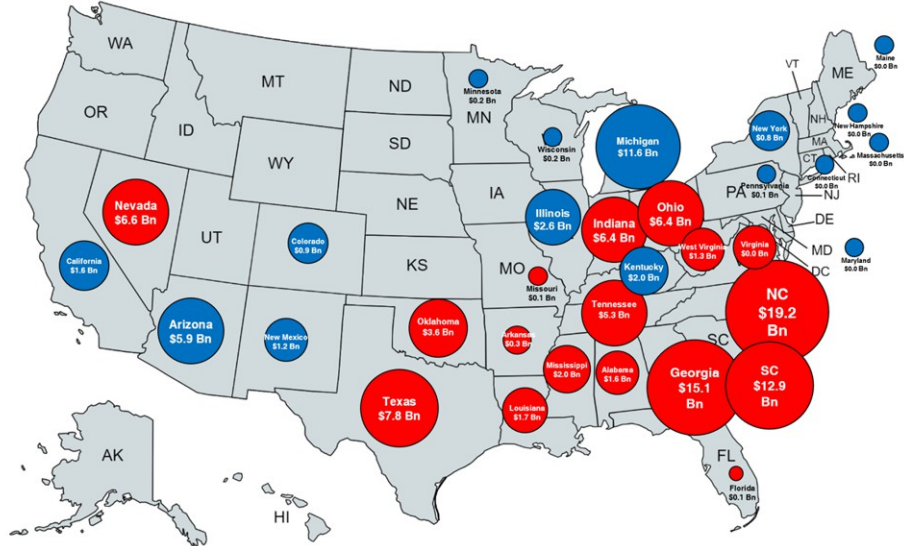 WA
OR
ID
MT
WY
ND
SD
NE
KS
UT
MN
IA
MO
PA
SC
FL
AK
HI
VT
ME
NH
MA
CT
RI
NJ
DE
MD
DC
Maine
$0.0 Bn
New Hampshire
$0.0 Bn
Massachusetts
$0.0 Bn
Connecticut
$0.0 Bn
New York
$0.8 Bn
Pennsylvania
$0.1 Bn
Maryland
$0.0 Bn
Minnesota
$0.2 Bn
Wisconsin
$0.2 Bn
Michigan
$11.6 Bn
Illinois
$2.6 Bn
Indiana
$6.4 Bn
Ohio
$6.4 Bn
West Virginia
$1.3 Bn
Virginia
$0.0 Bn
Kentucky
$2.0 Bn
Tennessee
$5.3 Bn
NC
$19.2
Bn
SC
$12.9
Bn
Georgia
$15.1
Bn
Florida
$0.1 Bn
Alabama
$1.6 Bn
Mississippi
$2.0 Bn
Louisiana
$1.7 Bn
Arkansas
$0.3 Bn
Missouri
$0.1 Bn
Oklahoma
$3.6 Bn
Texas
$7.8 Bn
New Mexico
$1.2 Bn
Colorado
$0.9 Bn
Arizona
$5.9 Bn
Nevada
$6.6 Bn
California
$1.6 Bn